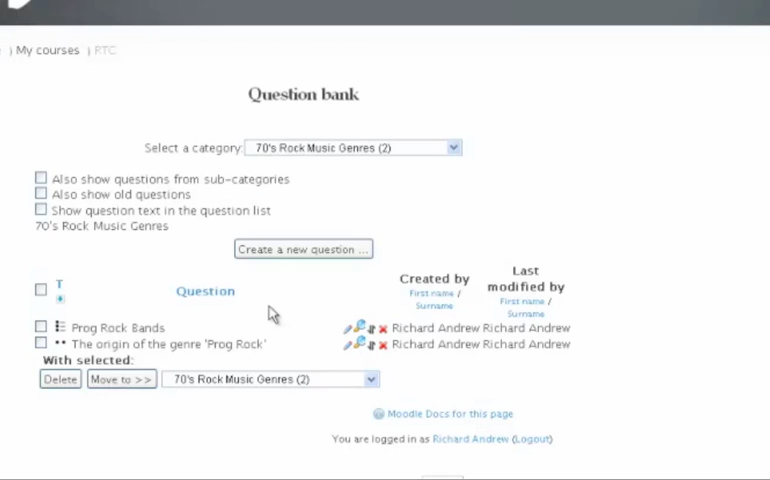 ) My courses ) RTC
Question bank
Select a category: 70's Rock Music Genres (2)
Also show questions from sub-categories
Also show old questions
Show question text in the question list
70's Rock Music Genres
Create a new question ...
T Question Created by Last modified by
First name / Surname First name / Surname
Prog Rock Bands Richard Andrew Richard Andrew
The origin of the genre 'Prog Rock' Richard Andrew Richard Andrew
With selected:
Delete Move to >> 70's Rock Music Genres (2)
Moodle Docs for this page
You are logged in as Richard Andrew (Logout)